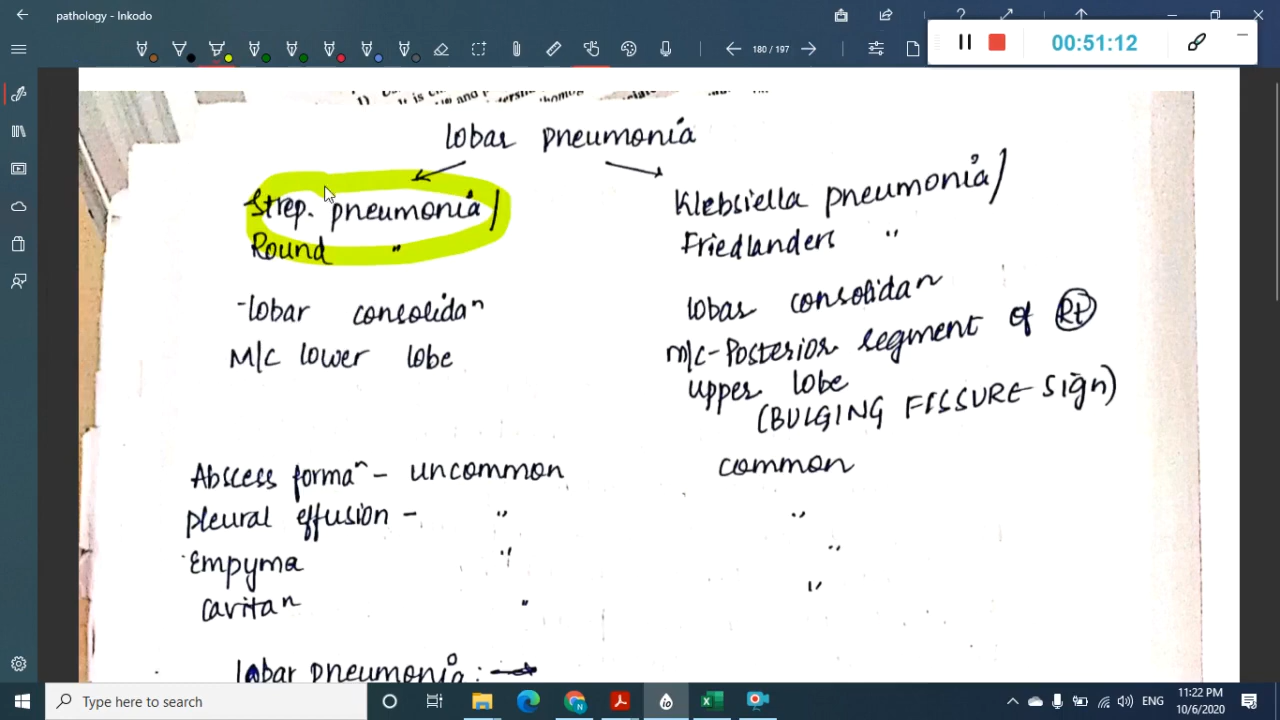 pathology - Inkodo
180 / 197
00:51:12
lobar pneumonia
Strep. pneumonia/
Round "
Klebsiella pneumonia/
Friedlanders "
-lobar consolidaⁿ
M/C lower lobe
lobar consolidaⁿ
m/c-Posterior segment of Rt
upper lobe
(BULGING FISSURE sign)
Abscess formaⁿ - uncommon
common
pleural effusion - "
"
Empyma "
"
cavitaⁿ "
"
lobar pneumonia : →
Type here to search
ENG
11:22 PM
10/6/2020